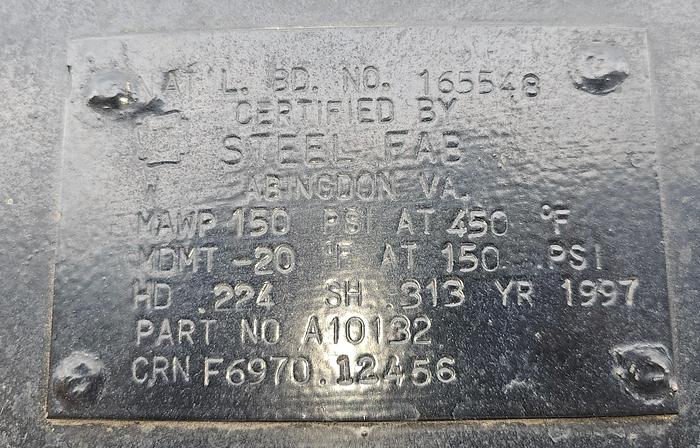 NAT'L. BD. NO. 165548
CERTIFIED BY
U STEEL FAB
W ABINGDON VA.
MAWP 150 PSI AT 450 °F
MDMT -20 °F AT 150 PSI
HD .224 SH .313 YR 1997
PART NO A10132
CRN F6970.12456